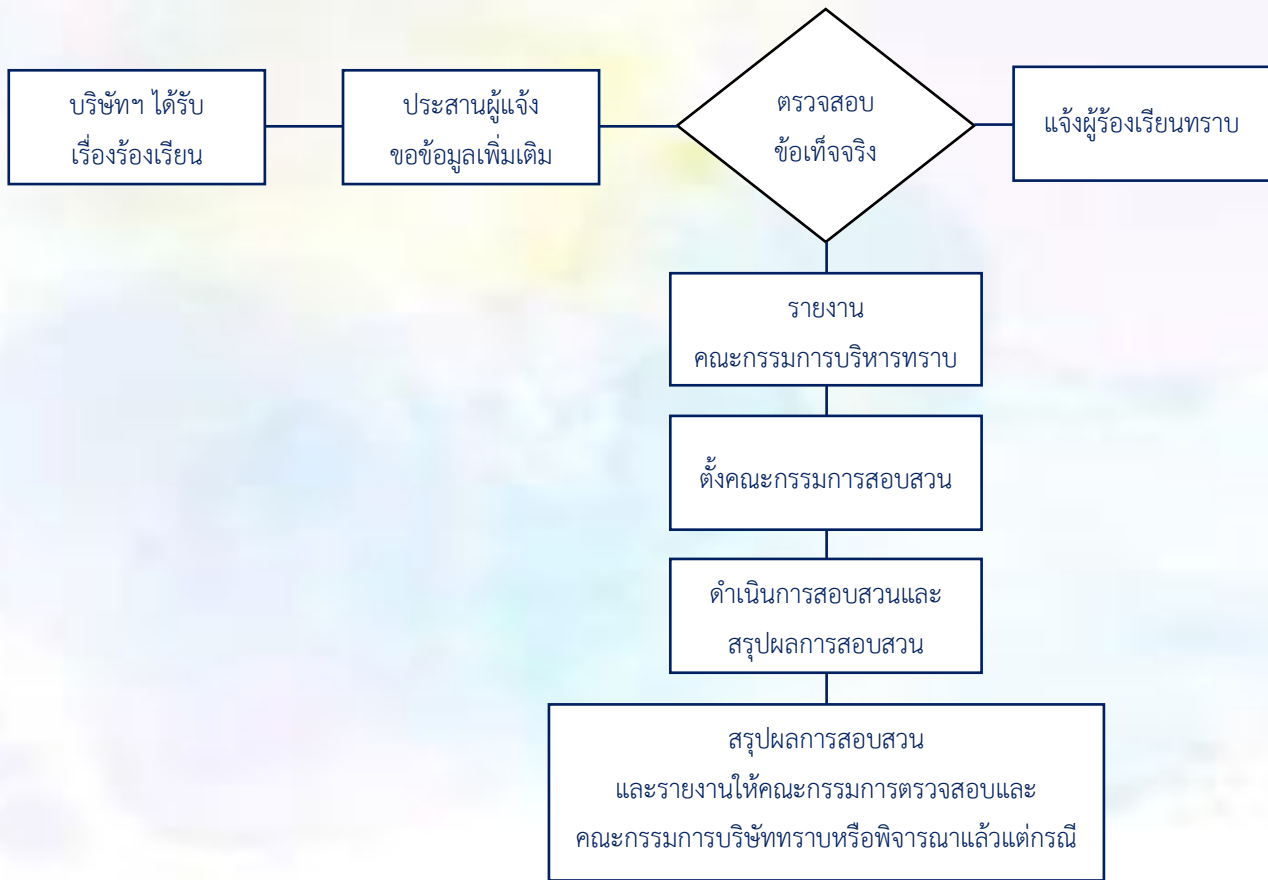 บริษัทฯ ได้รับ
เรื่องร้องเรียน
ประสานผู้แจ้ง
ขอข้อมูลเพิ่มเติม
ตรวจสอบ
ข้อเท็จจริง
แจ้งผู้ร้องเรียนทราบ
รายงาน
คณะกรรมการบริหารทราบ
ตั้งคณะกรรมการสอบสวน
ดำเนินการสอบสวนและ
สรุปผลการสอบสวน
สรุปผลการสอบสวน
และรายงานให้คณะกรรมการตรวจสอบและ
คณะกรรมการบริษัททราบหรือพิจารณาแล้วแต่กรณี